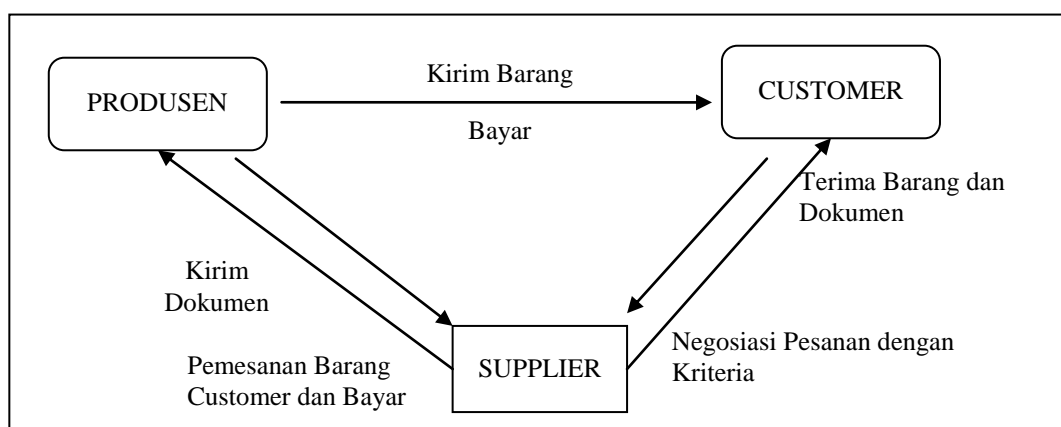 PRODUSEN
Kirim Barang
Bayar
CUSTOMER
Terima Barang dan
Dokumen
Kirim
Dokumen
Pemesanan Barang
Customer dan Bayar
SUPPLIER
Negosiasi Pesanan dengan
Kriteria